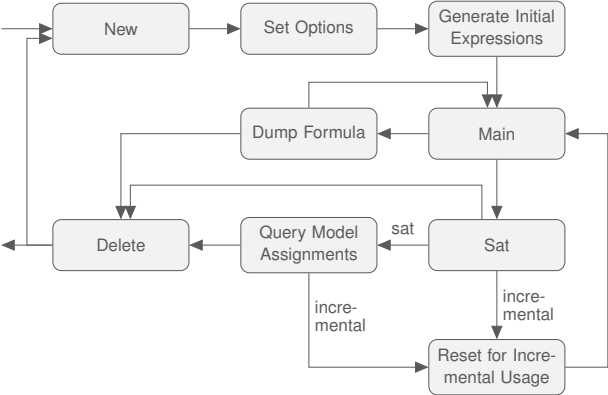 New
Set Options
Generate Initial
Expressions
Dump Formula
Main
Delete
Query Model
Assignments
sat
Sat
incre-
mental
incre-
mental
Reset for Incre-
mental Usage